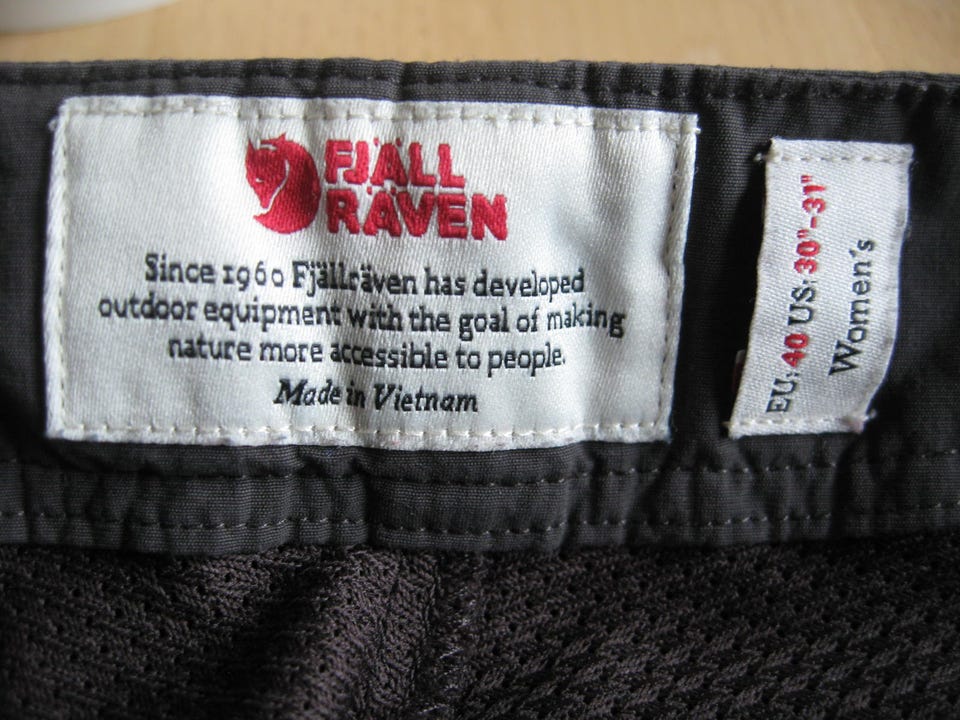 FJÄLL
RÄVEN
Since 1960 Fjällräven has developed
outdoor equipment with the goal of making
nature more accessible to people.
Made in Vietnam
EU: 40 US: 30"-31"
Women's